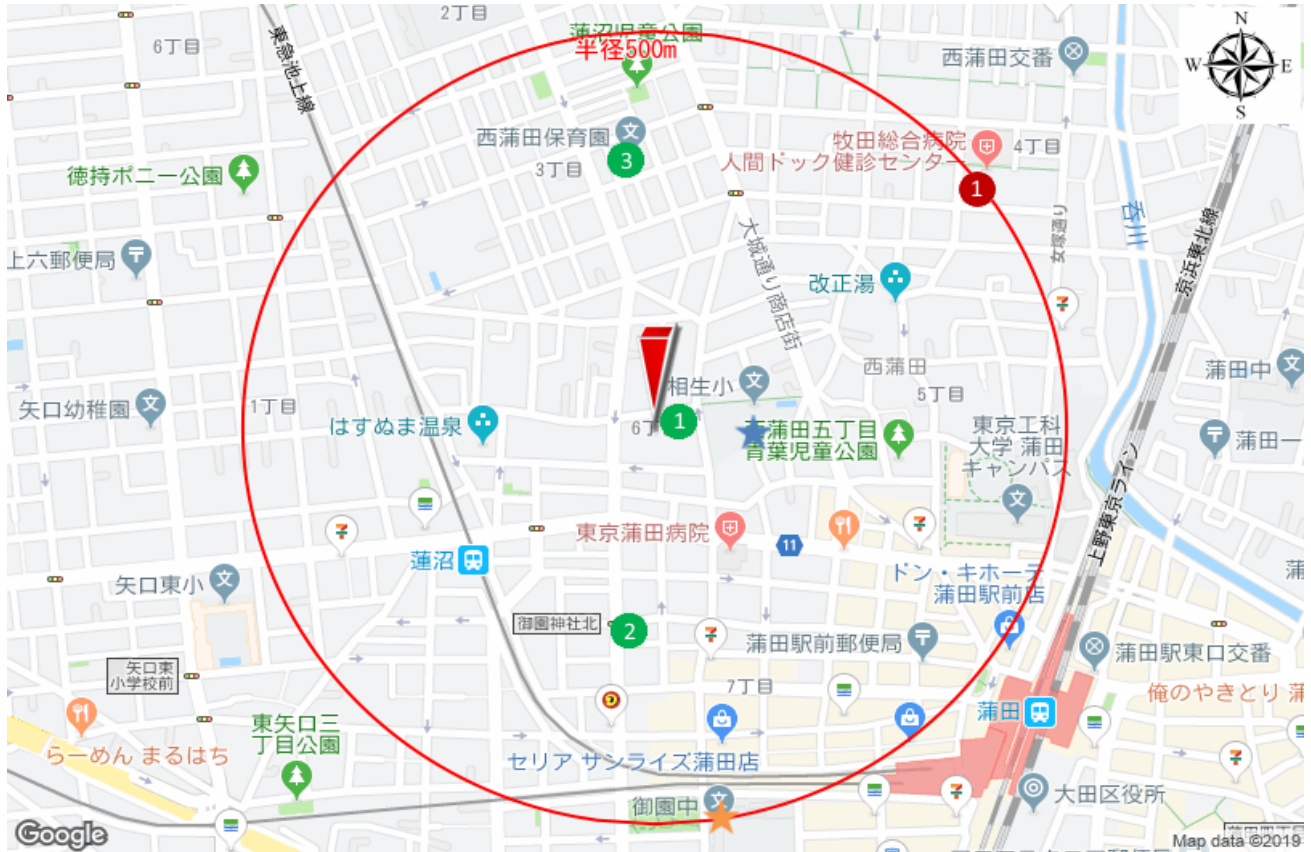 2丁目
蓮沼児童公園
半径500m
6丁目
東急池上線
西蒲田交番
N
W
E
S
西蒲田保育園
3
3丁目
牧田総合病院
人間ドック健診センター
4丁目
1
徳持ポニー公園
女塚通り
呑川
京浜東北線
上六郵便局
大城通り商店街
改正湯
西蒲田
5丁目
蒲田中
矢口幼稚園
1丁目
はすぬま温泉
相生小
1
西蒲田五丁目
青葉児童公園
東京工科
大学 蒲田
キャンパス
蒲田一
上野東京ライン
東京蒲田病院
11
蓮沼
矢口東小
ドン・キホーテ
蒲田駅前店
蒲
御園神社北
2
蒲田駅前郵便局
蒲田駅東口交番
矢口東
小学校前
7丁目
俺のやきとり 蒲
蒲田
東矢口三
丁目公園
らーめん まるはち
セリア サンライズ蒲田店
御園中
大田区役所
Google
Map data ©2019